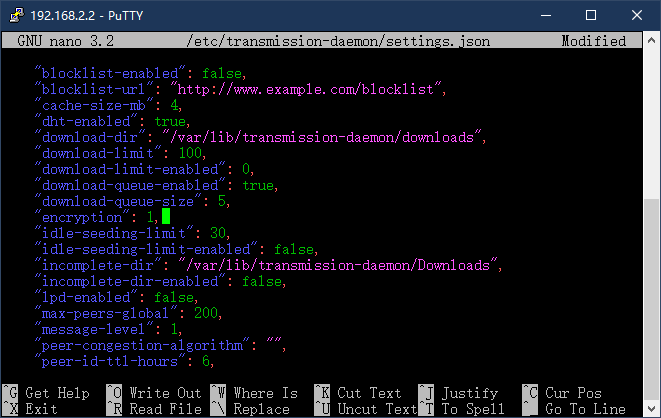 192.168.2.2 - PuTTY
GNU nano 3.2 /etc/transmission-daemon/settings.json Modified
"blocklist-enabled": false,
"blocklist-url": "http://www.example.com/blocklist",
"cache-size-mb": 4,
"dht-enabled": true,
"download-dir": "/var/lib/transmission-daemon/downloads",
"download-limit": 100,
"download-limit-enabled": 0,
"download-queue-enabled": true,
"download-queue-size": 5,
"encryption": 1,
"idle-seeding-limit": 30,
"idle-seeding-limit-enabled": false,
"incomplete-dir": "/var/lib/transmission-daemon/Downloads",
"incomplete-dir-enabled": false,
"lpd-enabled": false,
"max-peers-global": 200,
"message-level": 1,
"peer-congestion-algorithm": "",
"peer-id-ttl-hours": 6,
^G Get Help ^O Write Out ^W Where Is ^K Cut Text ^J Justify ^C Cur Pos
^X Exit ^R Read File ^\ Replace ^U Uncut Text ^T To Spell ^_ Go To Line